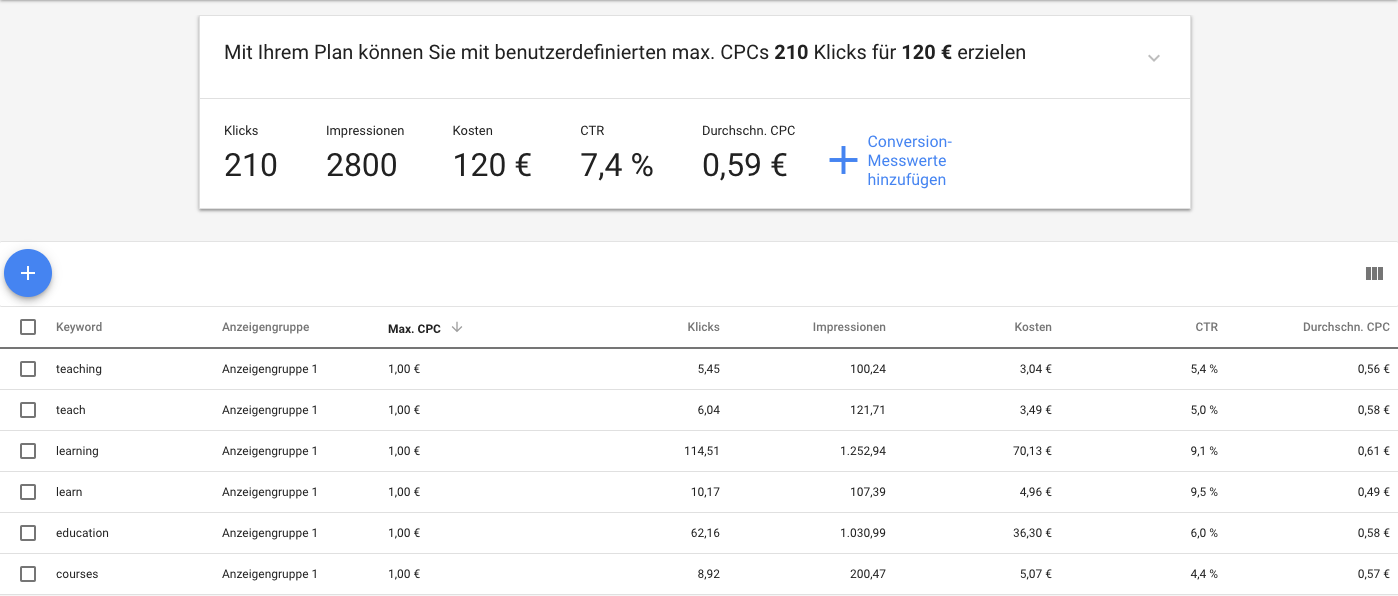 Mit Ihrem Plan können Sie mit benutzerdefinierten max. CPCs 210 Klicks für 120 € erzielen
Klicks Impressionen Kosten CTR Durchschn. CPC
210 2800 120 € 7,4 % 0,59 €
Conversion-
Messwerte
hinzufügen
Keyword Anzeigengruppe Max. CPC Klicks Impressionen Kosten CTR Durchschn. CPC
teaching Anzeigengruppe 1 1,00 € 5,45 100,24 3,04 € 5,4 % 0,56 €
teach Anzeigengruppe 1 1,00 € 6,04 121,71 3,49 € 5,0 % 0,58 €
learning Anzeigengruppe 1 1,00 € 114,51 1.252,94 70,13 € 9,1 % 0,61 €
learn Anzeigengruppe 1 1,00 € 10,17 107,39 4,96 € 9,5 % 0,49 €
education Anzeigengruppe 1 1,00 € 62,16 1.030,99 36,30 € 6,0 % 0,58 €
courses Anzeigengruppe 1 1,00 € 8,92 200,47 5,07 € 4,4 % 0,57 €